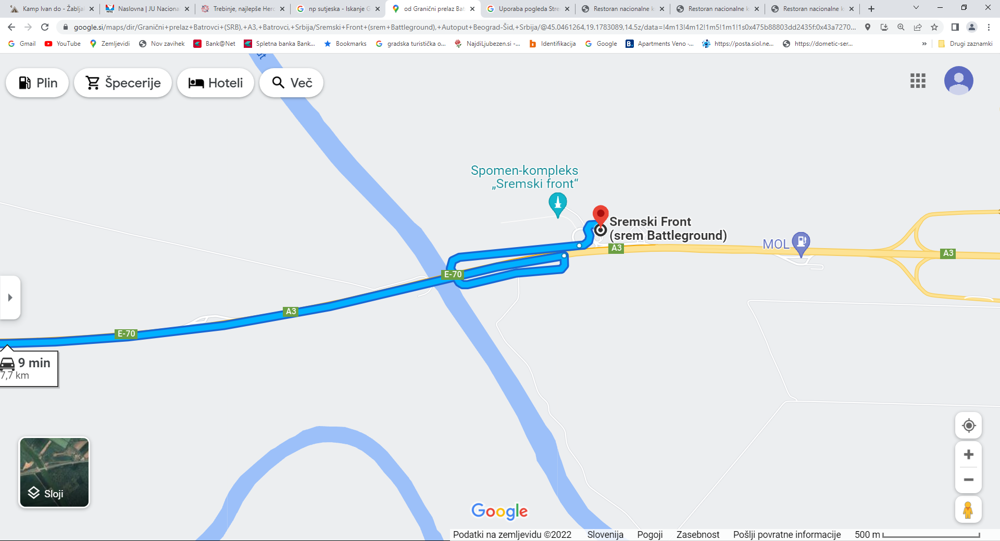 Kamp Ivan do - Žablja
Naslovna | JU Naciona
Trebinje, najlepše Herc
np sutjeska - Iskanje G
od Granični prelaz Bat
Uporaba pogleda Stre
Restoran nacionalne k
Restoran nacionalne k
Restoran nacionalne k
google.si/maps/dir/Granični+prelaz+Batrovci+(SRB),+A3,+Batrovci,+Srbija/Sremski+Front+(srem+Battleground),+Autoput+Beograd-Šid,+Srbija/@45.0461264,19.1783089,14.5z/data=!4m13!4m12!1m5!1m1!1s0x475b88803dd2435f:0x43a7270...
Gmail
YouTube
Zemljevidi
Nov zavihek
Bank@Net
Spletna banka Bank...
Bookmarks
gradska turistička o...
NajdiLjubezen.si -...
Identifikacija
Google
Apartments Veno ·...
https://posta.siol.ne...
https://dometic-ser...
»
Drugi zaznamki
Plin
Špecerije
Hoteli
Več
Spomen-kompleks
„Sremski front“
Sremski Front
(srem Battleground)
MOL
A3
A3
E-70
A3
E-70
9 min
7,7 km
Sloji
Google
Podatki na zemljevidu ©2022 Slovenija Pogoji Zasebnost Pošlji povratne informacije 500 m